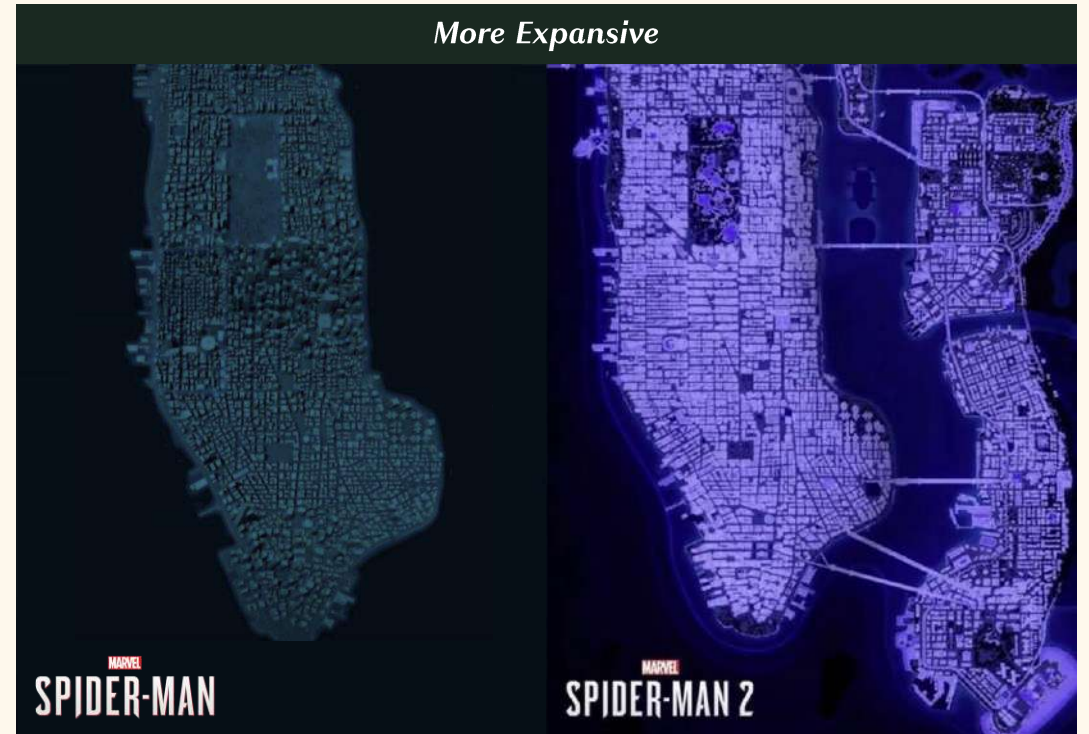 More Expansive
MARVEL
SPIDER-MAN
MARVEL
SPIDER-MAN 2